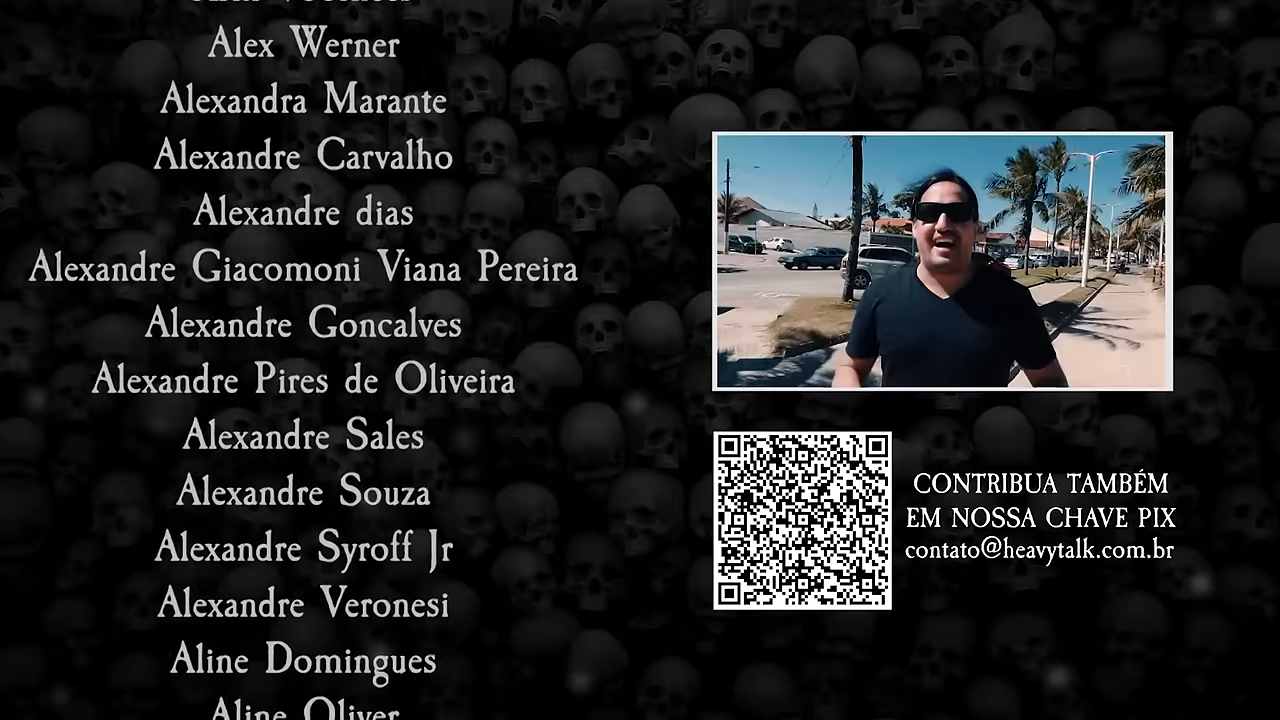 Alex Werner
Alexandra Marante
Alexandre Carvalho
Alexandre dias
Alexandre Giacomoni Viana Pereira
Alexandre Goncalves
Alexandre Pires de Oliveira
Alexandre Sales
Alexandre Souza
Alexandre Syroff Jr
Alexandre Veronesi
Aline Domingues
Aline Oliver
CONTRIBUA TAMBÉM
EM NOSSA CHAVE PIX
contato@heavytalk.com.br